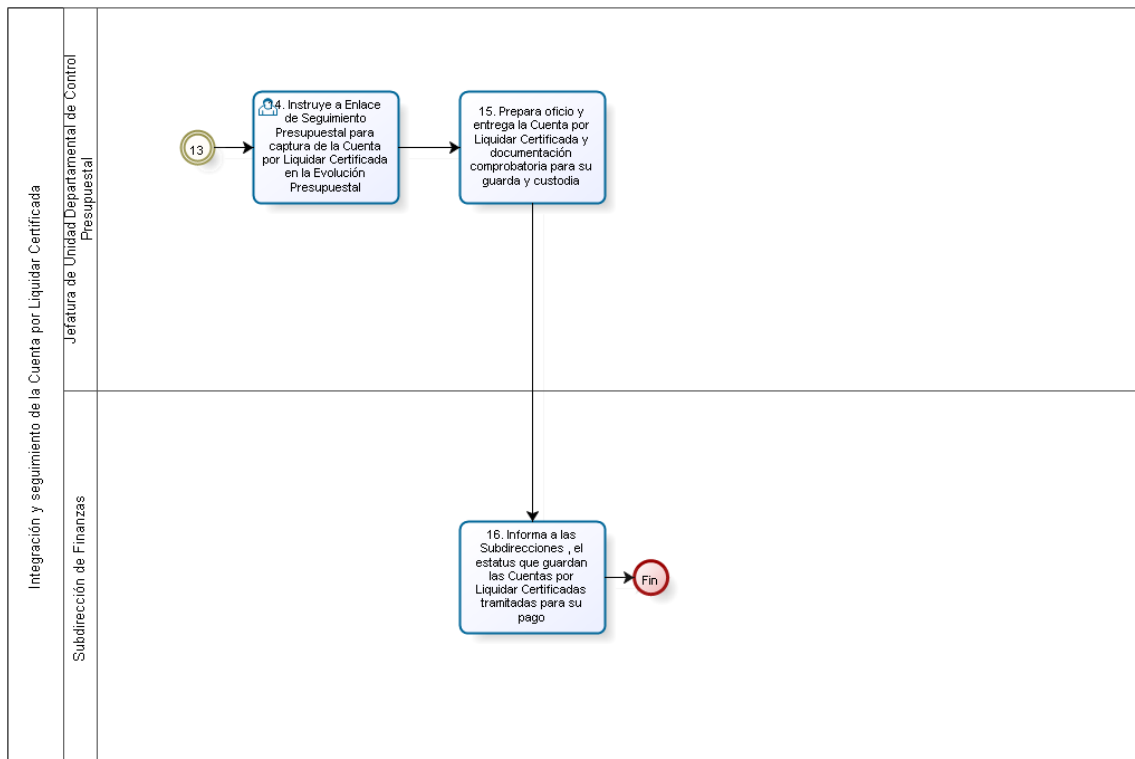 Integración y seguimiento de la Cuenta por Liquidar Certificada
Jefatura de Unidad Departamental de Control
Presupuestal
13
4. Instruye a Enlace
de Seguimiento
Presupuestal para
captura de la Cuenta
por Liquidar Certificada
en la Evolución
Presupuestal
15. Prepara oficio y
entrega la Cuenta por
Liquidar Certificada y
documentación
comprobatoria para su
guarda y custodia
Subdirección de Finanzas
16. Informa a las
Subdirecciones , el
estatus que guardan
las Cuentas por
Liquidar Certificadas
tramitadas para su
pago
Fin